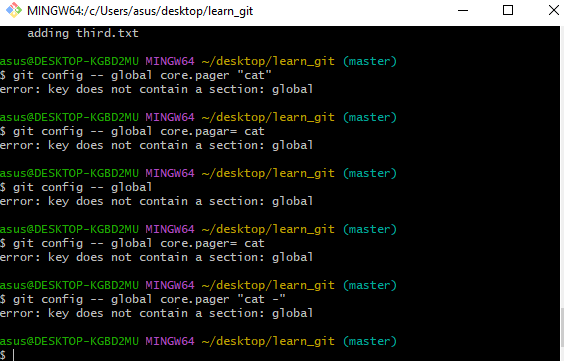 MINGW64:/c/Users/asus/desktop/learn_git
adding third.txt
asus@DESKTOP-KGBD2MU MINGW64 ~/desktop/learn_git (master)
$ git config -- global core.pager "cat"
error: key does not contain a section: global
asus@DESKTOP-KGBD2MU MINGW64 ~/desktop/learn_git (master)
$ git config -- global core.pagar= cat
error: key does not contain a section: global
asus@DESKTOP-KGBD2MU MINGW64 ~/desktop/learn_git (master)
$ git config -- global
error: key does not contain a section: global
asus@DESKTOP-KGBD2MU MINGW64 ~/desktop/learn_git (master)
$ git config -- global core.pager= cat
error: key does not contain a section: global
asus@DESKTOP-KGBD2MU MINGW64 ~/desktop/learn_git (master)
$ git config -- global core.pager "cat -"
error: key does not contain a section: global
asus@DESKTOP-KGBD2MU MINGW64 ~/desktop/learn_git (master)
$